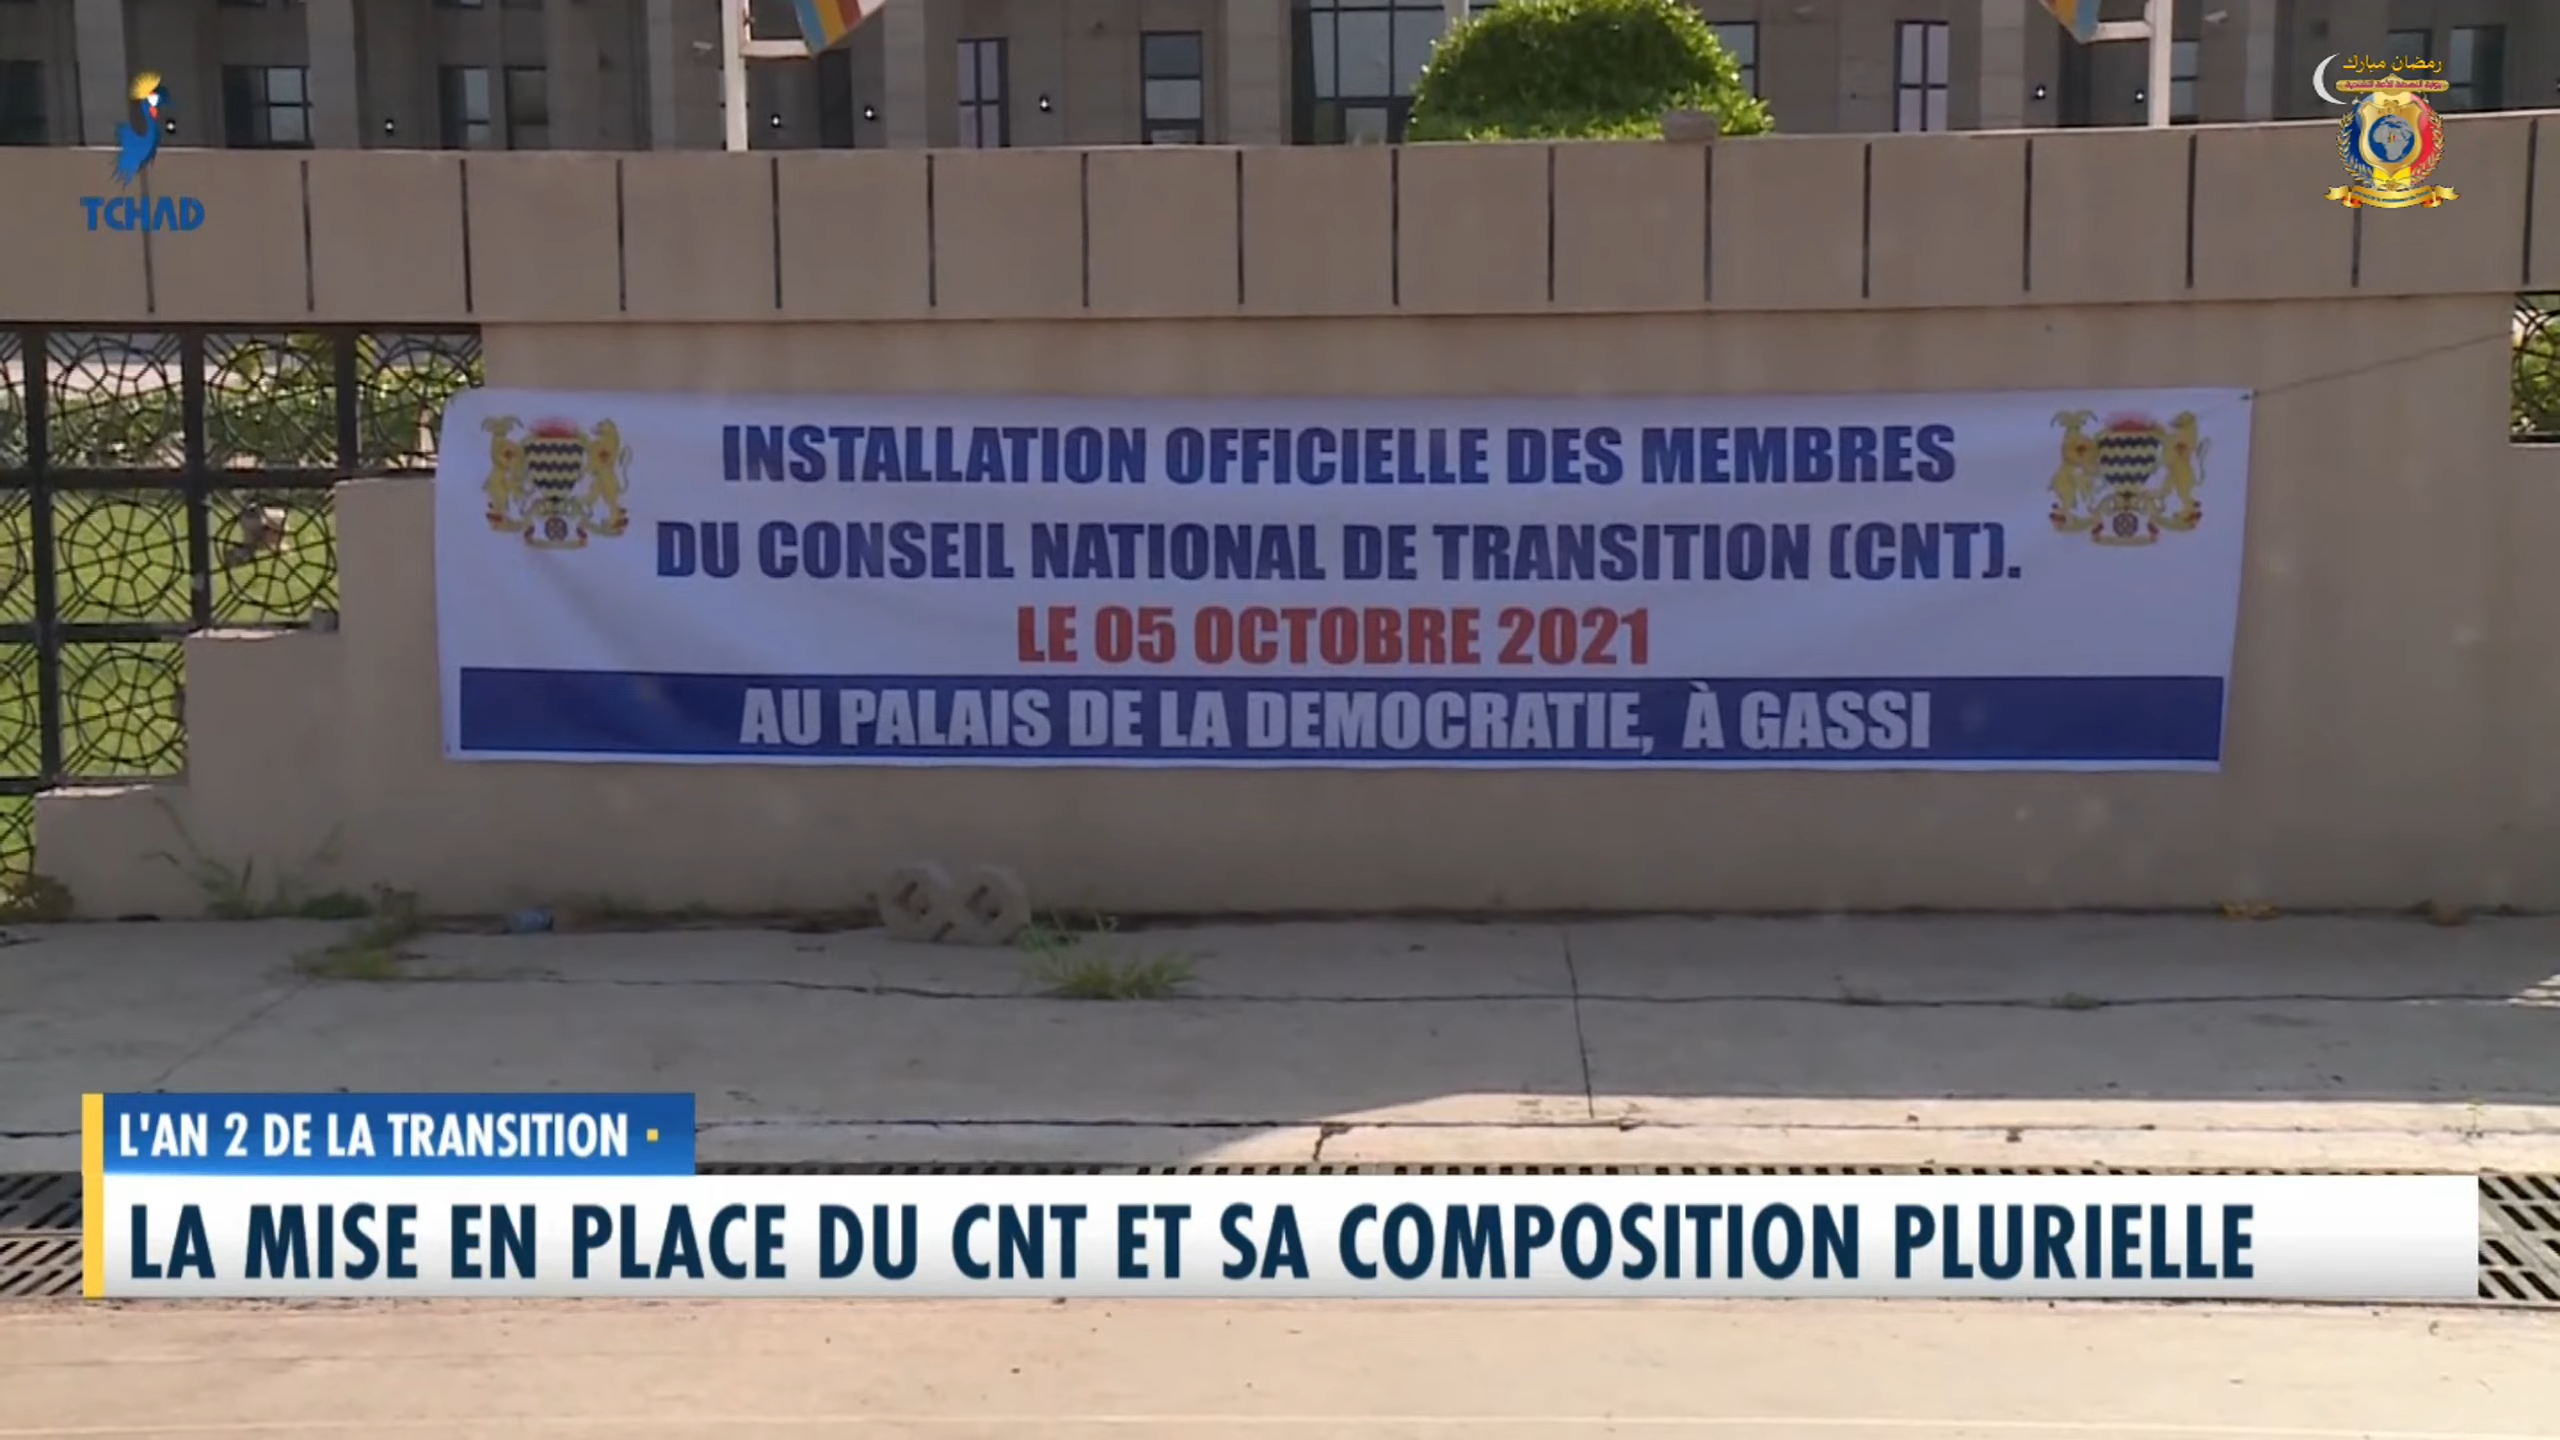 TCHAD
رمضان مبارك
INSTALLATION OFFICIELLE DES MEMBRES
DU CONSEIL NATIONAL DE TRANSITION (CNT).
LE 05 OCTOBRE 2021
AU PALAIS DE LA DEMOCRATIE, À GASSI
L'AN 2 DE LA TRANSITION
LA MISE EN PLACE DU CNT ET SA COMPOSITION PLURIELLE